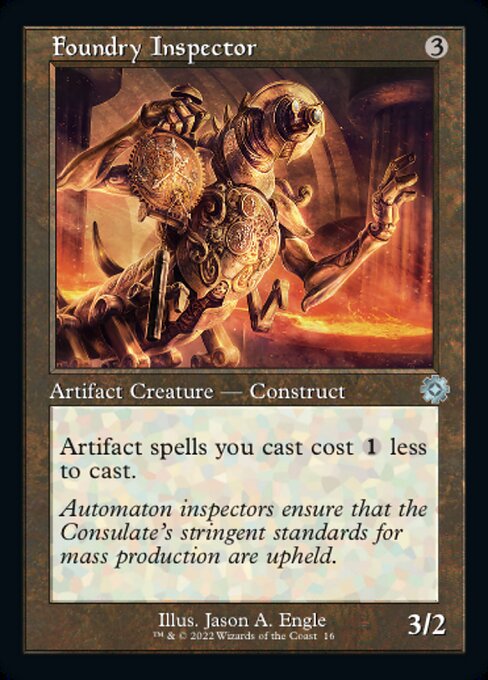 Foundry Inspector 3
Artifact Creature — Construct
Artifact spells you cast cost 1 less
to cast.
Automaton inspectors ensure that the
Consulate's stringent standards for
mass production are upheld.
Illus. Jason A. Engle
™ & © 2022 Wizards of the Coast 16
3/2